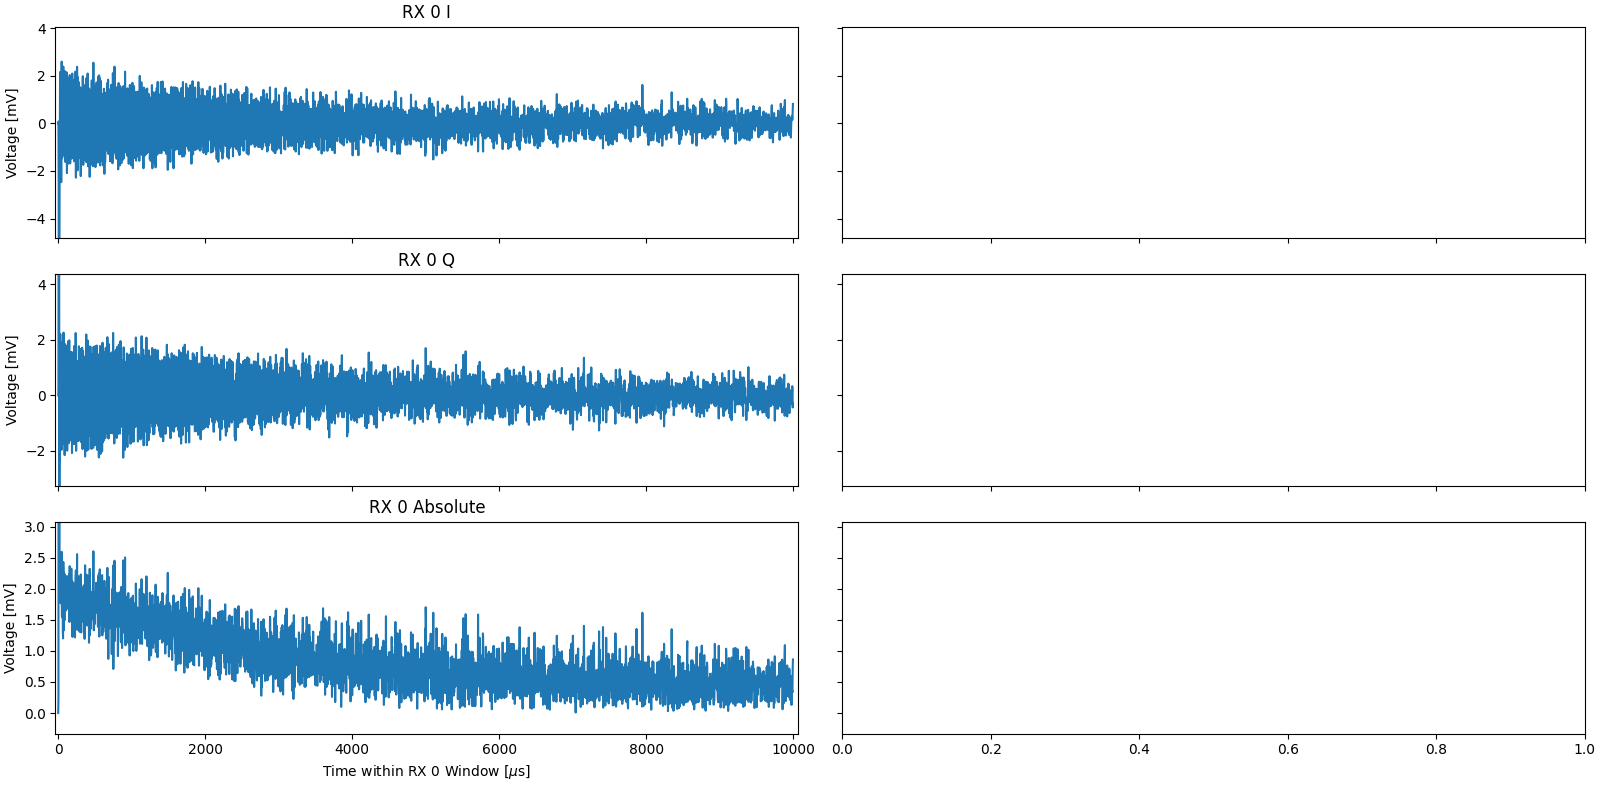 RX 0 I
Voltage [mV]
4
2
0
−2
−4
RX 0 Q
Voltage [mV]
4
2
0
−2
RX 0 Absolute
Voltage [mV]
3.0
2.5
2.0
1.5
1.0
0.5
0.0
0 2000 4000 6000 8000 10000
Time within RX 0 Window [μs]
0.0 0.2 0.4 0.6 0.8 1.0